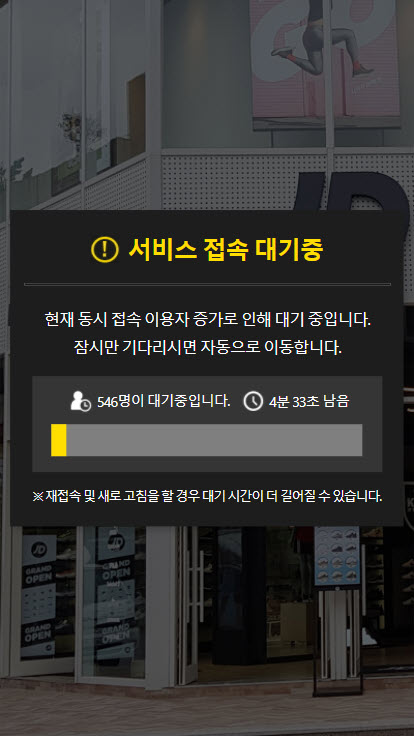 JD
서비스 접속 대기중
현재 동시 접속 이용자 증가로 인해 대기 중입니다.
잠시만 기다리시면 자동으로 이동합니다.
546명이 대기중입니다. 4분 33초 남음
※ 재접속 및 새로 고침을 할 경우 대기 시간이 더 길어질 수 있습니다.
JD
GRAND
OPEN
GRAND
OPEN
GRAND
OPEN
GRAND
OPEN